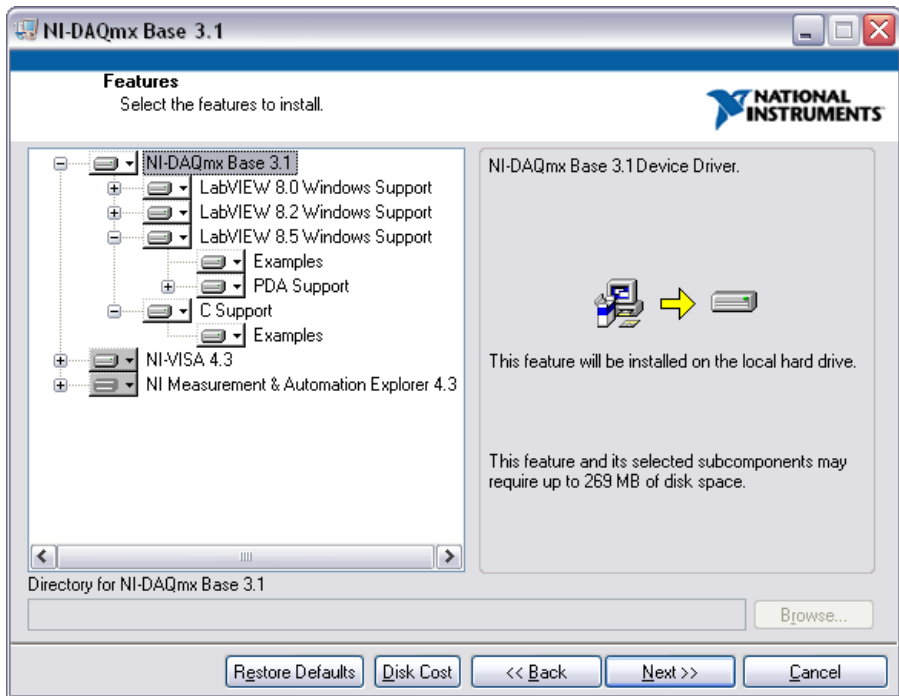 NI-DAQmx Base 3.1
Features
Select the features to install.
NATIONAL
INSTRUMENTS
NI-DAQmx Base 3.1
LabVIEW 8.0 Windows Support
LabVIEW 8.2 Windows Support
LabVIEW 8.5 Windows Support
Examples
PDA Support
C Support
Examples
NI-VISA 4.3
NI Measurement & Automation Explorer 4.3
NI-DAQmx Base 3.1 Device Driver.
This feature will be installed on the local hard drive.
This feature and its selected subcomponents may
require up to 269 MB of disk space.
Directory for NI-DAQmx Base 3.1
Browse...
Restore Defaults
Disk Cost
<< Back
Next >>
Cancel